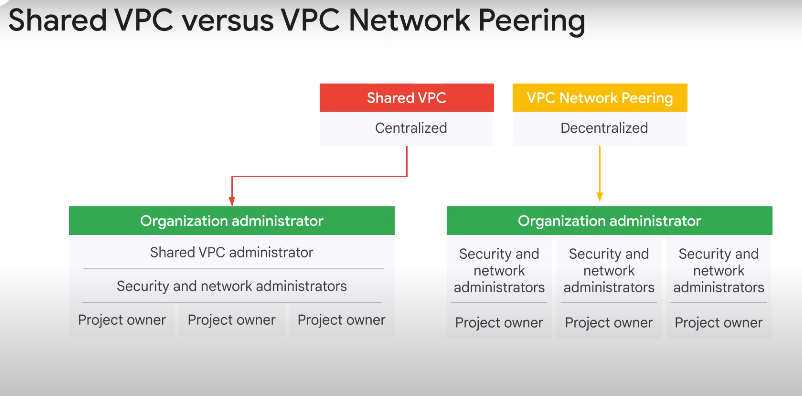 Shared VPC versus VPC Network Peering
Shared VPC
Centralized
VPC Network Peering
Decentralized
Organization administrator
Shared VPC administrator
Security and network administrators
Project owner
Project owner
Project owner
Organization administrator
Security and
network
administrators
Project owner
Security and
network
administrators
Project owner
Security and
network
administrators
Project owner